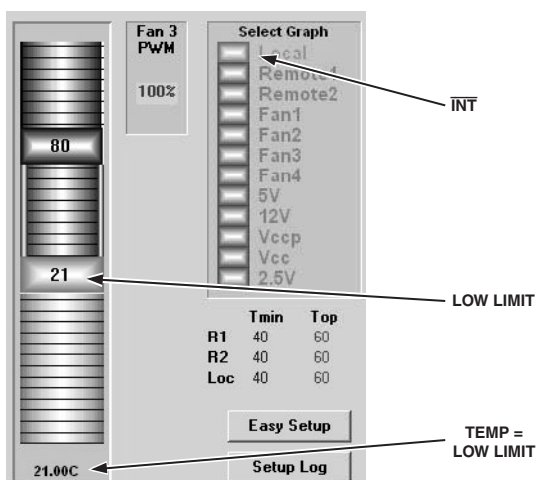 Fan 3
PWM
100%
80
21
21.00C
Select Graph
Local
Remote1
Remote2
Fan1
Fan2
Fan3
Fan4
5V
12V
Vccp
Vcc
2.5V
Tmin Top
R1 40 60
R2 40 60
Loc 40 60
Easy Setup
Setup Log
I̅N̅T̅
LOW LIMIT
TEMP =
LOW LIMIT